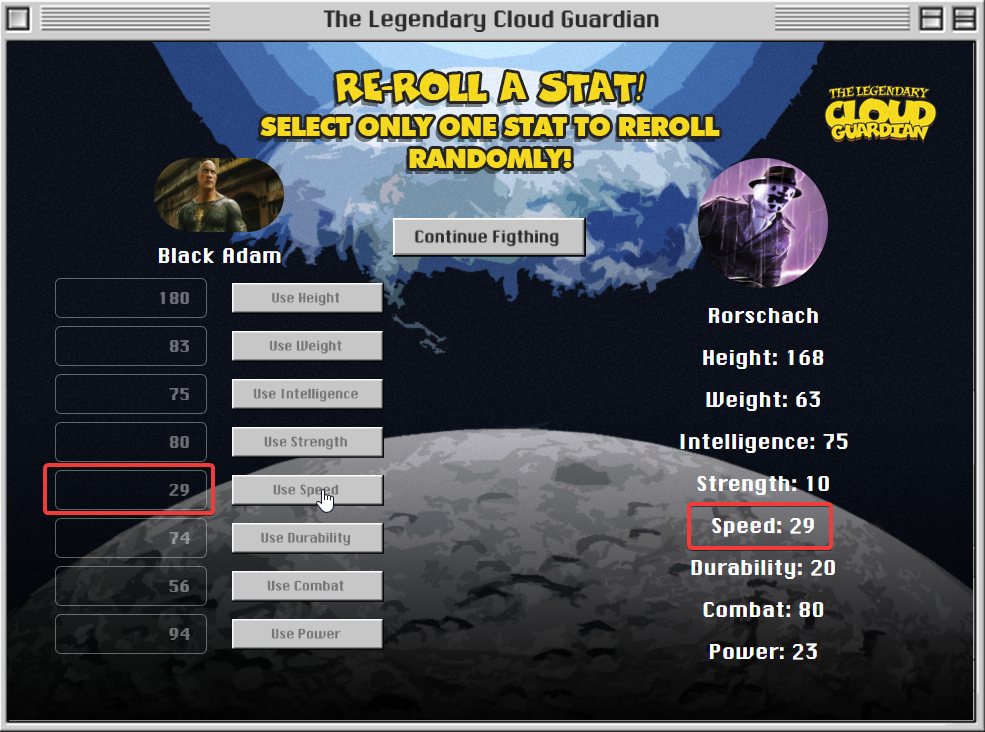 The Legendary Cloud Guardian
RE-ROLL A STAT!
SELECT ONLY ONE STAT TO REROLL
RANDOMLY!
THE LEGENDARY
CLOUD
GUARDIAN
Continue Figthing
Black Adam
180 Use Height
83 Use Weight
75 Use Intelligence
80 Use Strength
29 Use Speed
74 Use Durability
56 Use Combat
94 Use Power
Rorschach
Height: 168
Weight: 63
Intelligence: 75
Strength: 10
Speed: 29
Durability: 20
Combat: 80
Power: 23